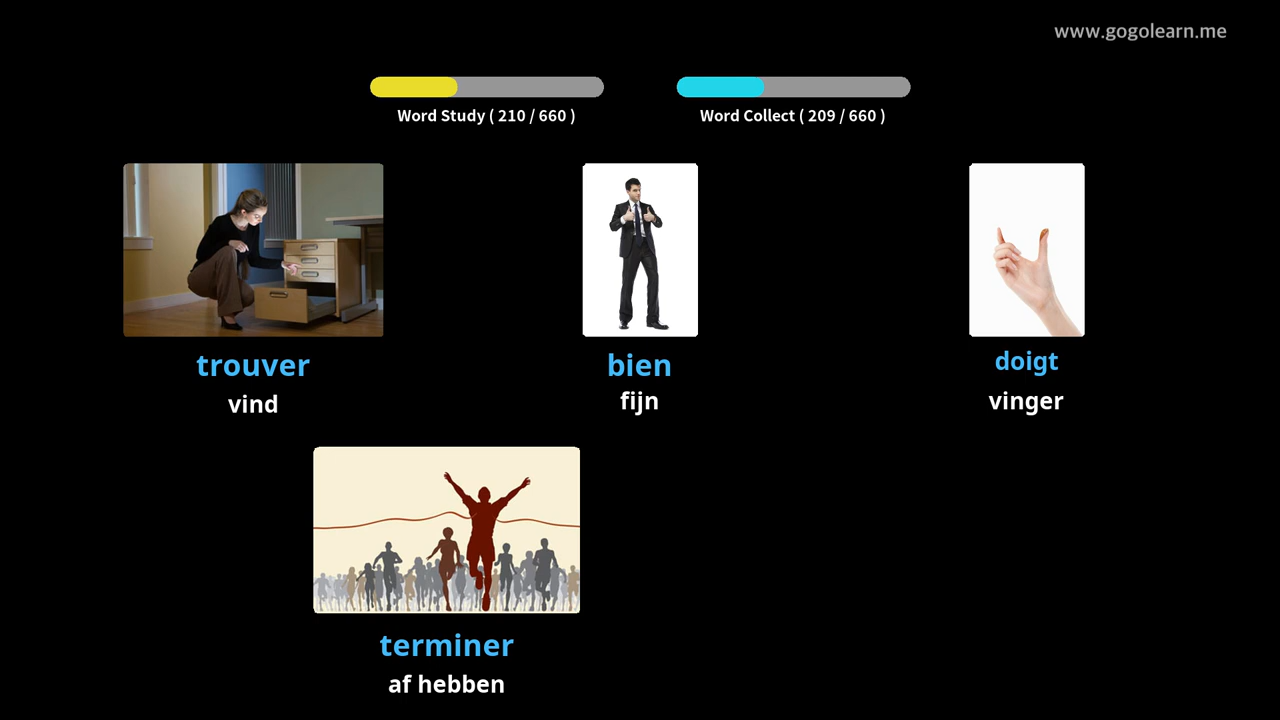 www.gogolearn.me
Word Study ( 210 / 660 )
Word Collect ( 209 / 660 )
trouver
vind
bien
fijn
doigt
vinger
terminer
af hebben